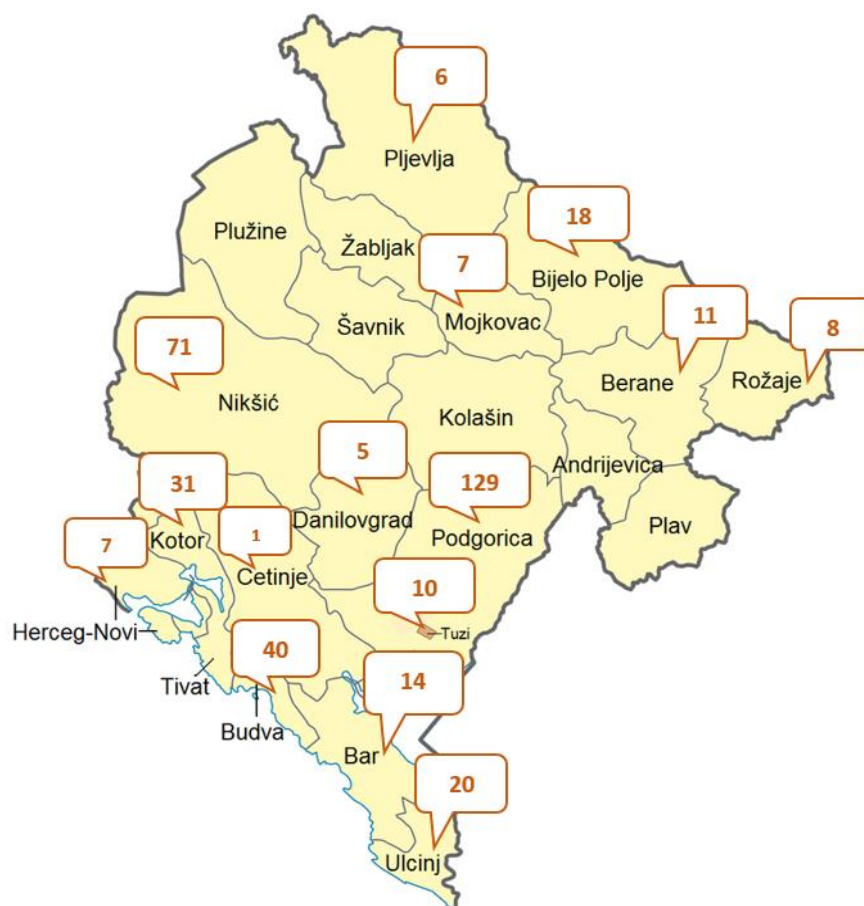 6
Pljevlja
18
Plužine
Žabljak
7
Bijelo Polje
Šavnik
Mojkovac
11
8
71
Berane
Rožaje
Nikšić
Kolašin
5
Andrijevica
31
129
Danilovgrad
Plav
7
Kotor
1
Podgorica
Cetinje
10
Herceg-Novi
Tuzi
40
Tivat
14
Budva
Bar
20
Ulcinj